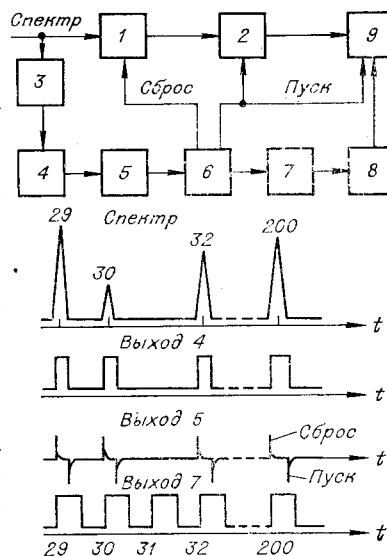 Спектр
1
2
9
3
Сброс
Пуск
4
5
6
7
8
Спектр
29
30
32
200
t
Выход 4
t
Выход 5
Сброс
t
Пуск
Выход 7
t
29 30 31 32 200